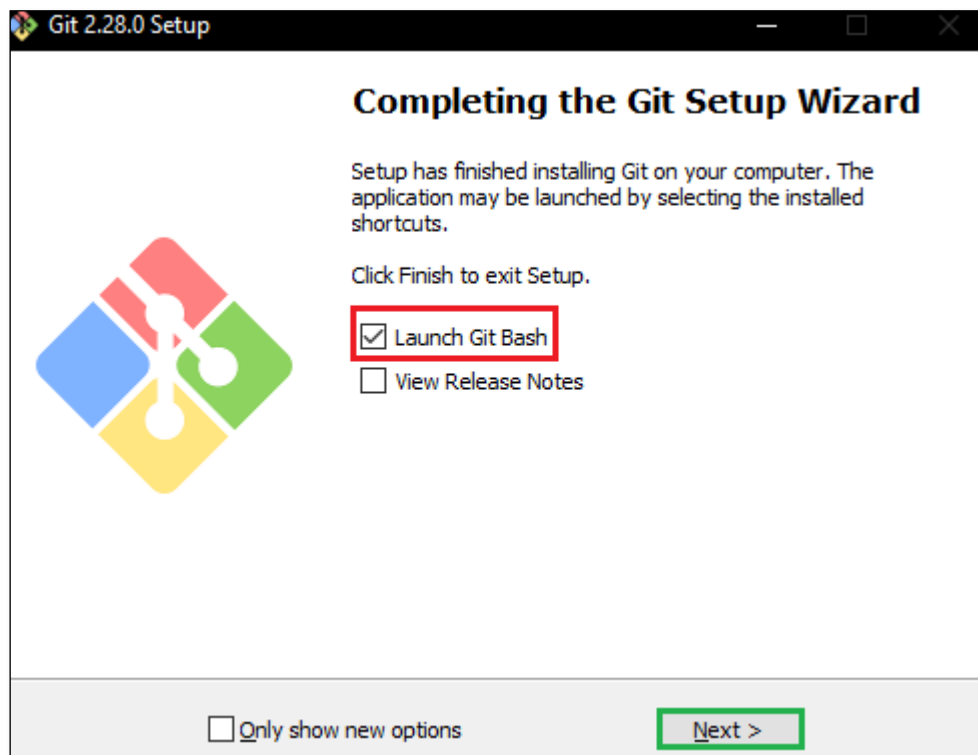 Git 2.28.0 Setup
Completing the Git Setup Wizard
Setup has finished installing Git on your computer. The
application may be launched by selecting the installed
shortcuts.
Click Finish to exit Setup.
Launch Git Bash
View Release Notes
Only show new options
Next >